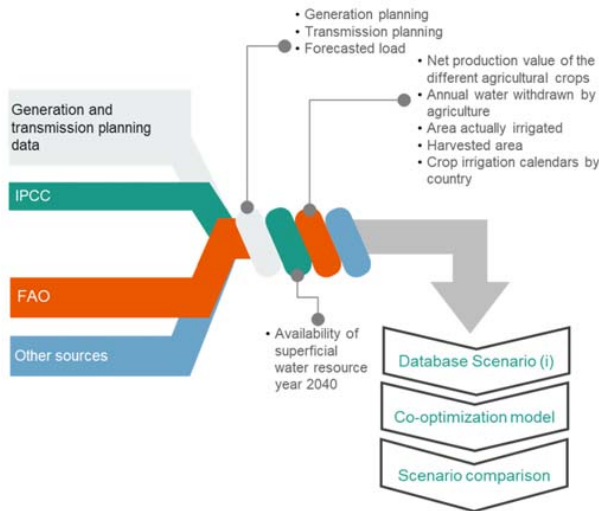 • Generation planning
• Transmission planning
• Forecasted load
• Net production value of the
different agricultural crops
• Annual water withdrawn by
agriculture
• Area actually irrigated
• Harvested area
• Crop irrigation calendars by
country
Generation and
transmission planning
data
IPCC
FAO
Other sources
• Availability of
superficial
water resource
year 2040
Database Scenario (i)
Co-optimization model
Scenario comparison